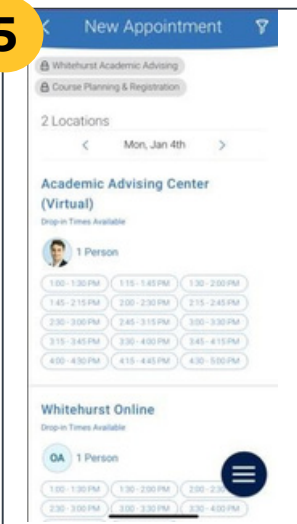 5
New Appointment
Whitehurst Academic Advising
Course Planning & Registration
2 Locations
Mon, Jan 4th
Academic Advising Center
(Virtual)
Drop-in Times Available
1 Person
1:00 - 1:30 PM 1:15 - 1:45 PM 1:30 - 2:00 PM
1:45 - 2:15 PM 2:00 - 2:30 PM 2:15 - 2:45 PM
2:30 - 3:00 PM 2:45 - 3:15 PM 3:00 - 3:30 PM
3:15 - 3:45 PM 3:30 - 4:00 PM 3:45 - 4:15 PM
4:00 - 4:30 PM 4:15 - 4:45 PM 4:30 - 5:00 PM
Whitehurst Online
Drop-in Times Available
OA 1 Person
1:00 - 1:30 PM 1:30 - 2:00 PM 2:00 - 2:30
2:30 - 3:00 PM 3:00 - 3:30 PM 3:30 - 4:00 PM